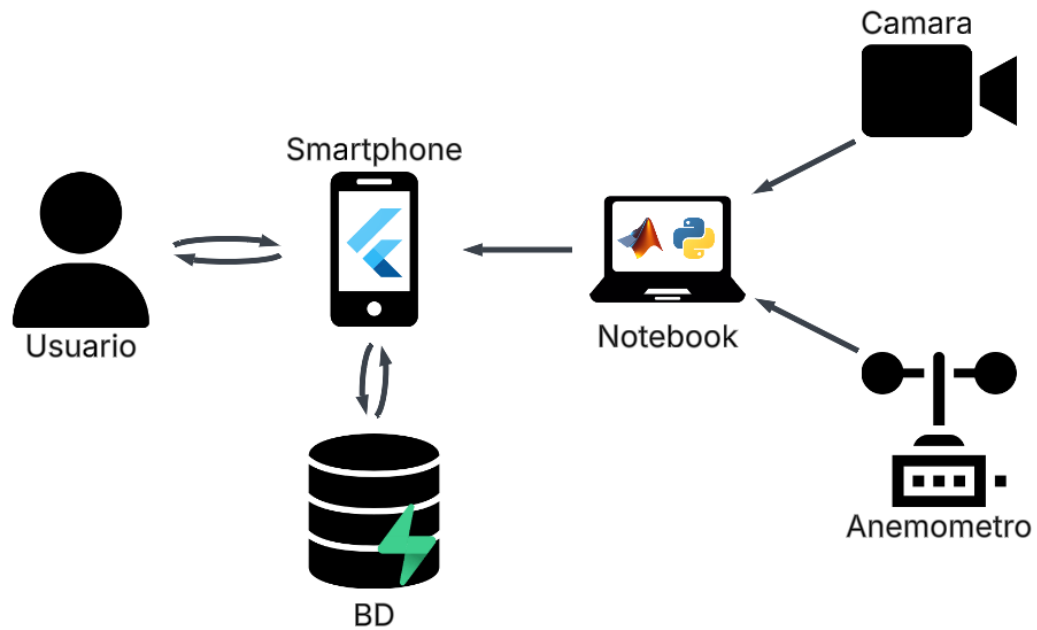 Camara
Smartphone
Usuario
Notebook
Anemometro
BD